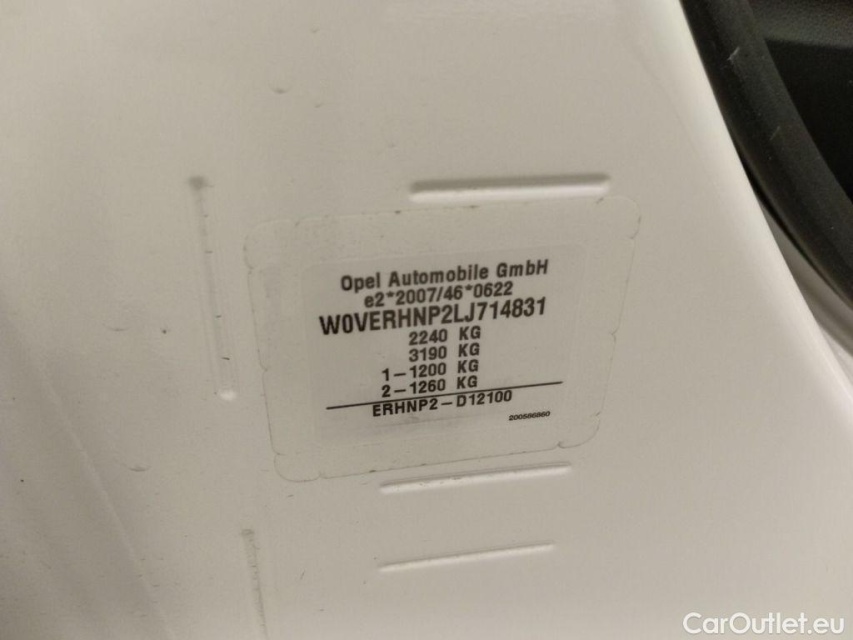 Opel Automobile GmbH
e2*2007/46*0622
W0VERHNP2LJ714831
2240 KG
3190 KG
1-1200 KG
2-1260 KG
ERHNP2-D12100
200586860
CarOutlet.eu